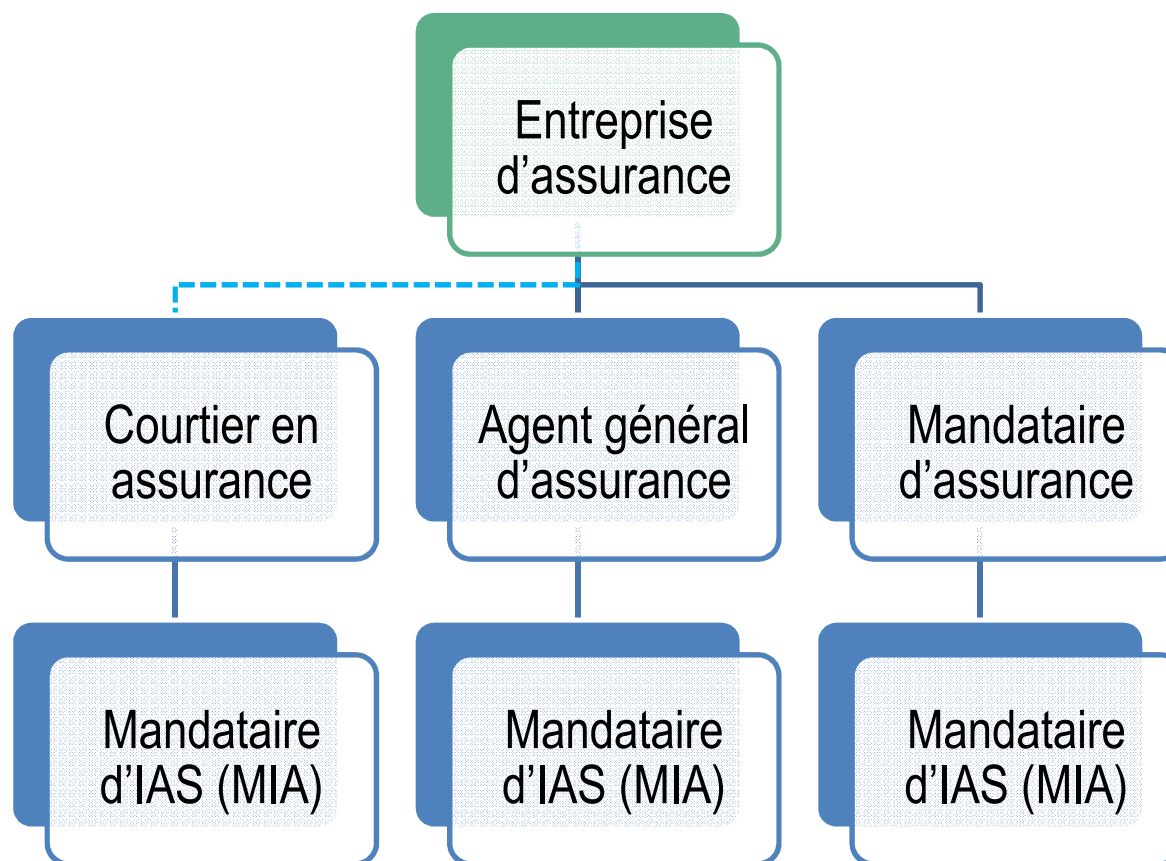 Entreprise
d’assurance
Courtier en
assurance
Agent général
d’assurance
Mandataire
d’assurance
Mandataire
d’IAS (MIA)
Mandataire
d’IAS (MIA)
Mandataire
d’IAS (MIA)